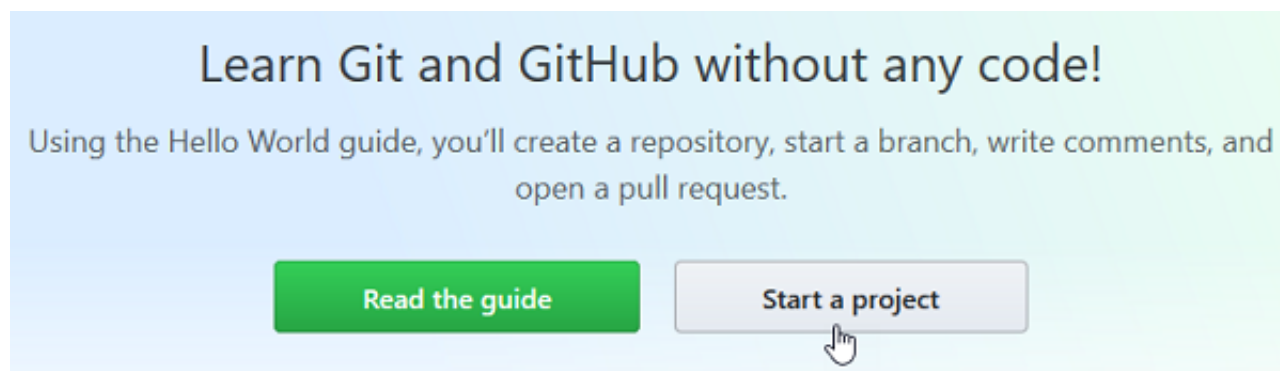 Learn Git and GitHub without any code!
Using the Hello World guide, you’ll create a repository, start a branch, write comments, and
open a pull request.
Read the guide
Start a project